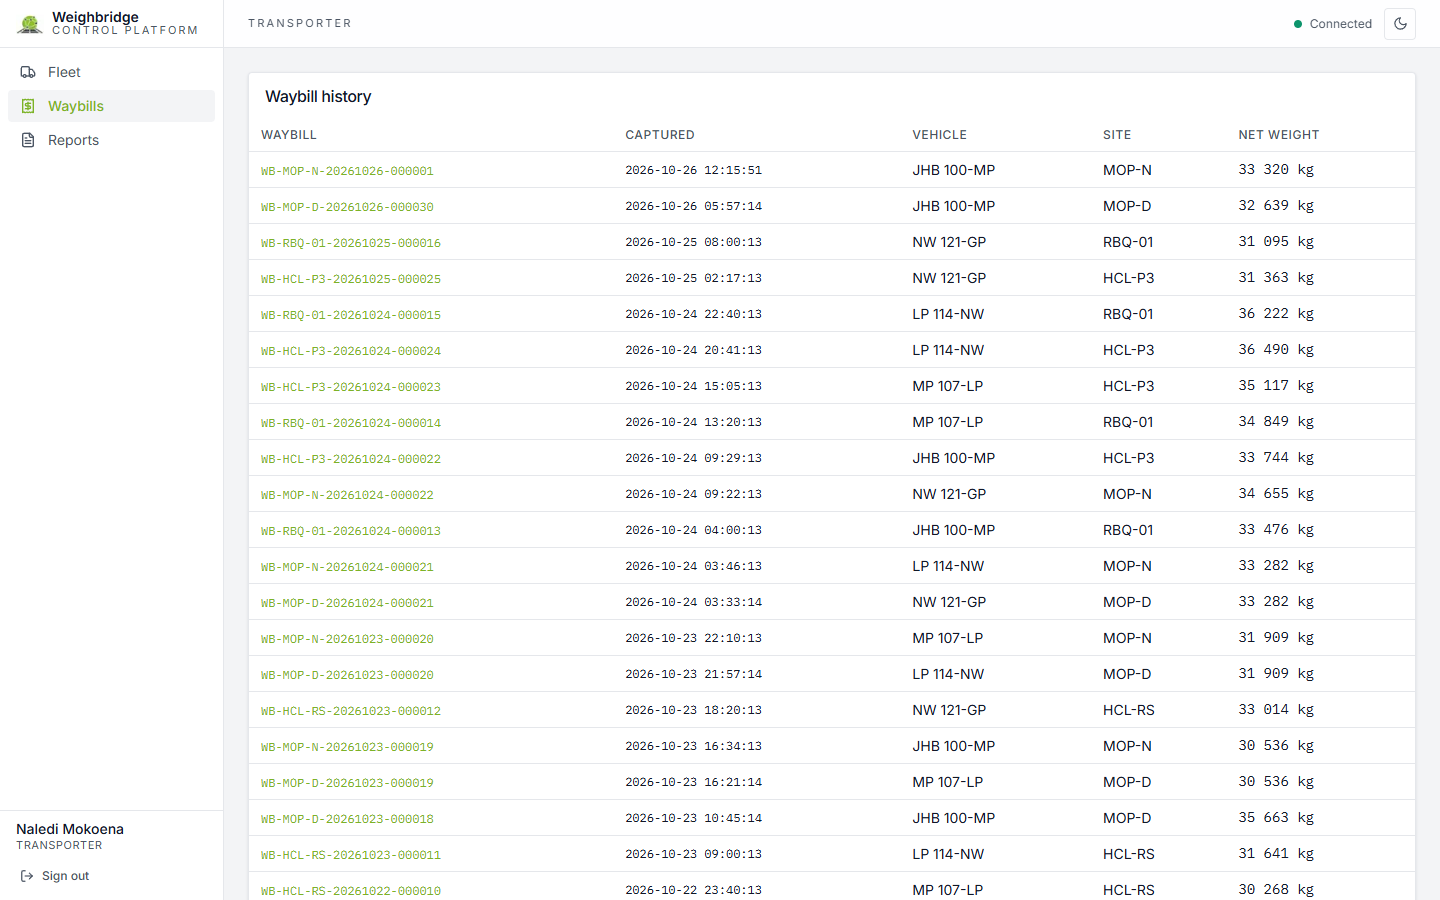 Weighbridge
CONTROL PLATFORM
TRANSPORTER
Connected
Fleet
Waybills
Reports
Waybill history
WAYBILL CAPTURED VEHICLE SITE NET WEIGHT
WB-MOP-N-20261026-000001 2026-10-26 12:15:51 JHB 100-MP MOP-N 33 320 kg
WB-MOP-D-20261026-000030 2026-10-26 05:57:14 JHB 100-MP MOP-D 32 639 kg
WB-RBQ-01-20261025-000016 2026-10-25 08:00:13 NW 121-GP RBQ-01 31 095 kg
WB-HCL-P3-20261025-000025 2026-10-25 02:17:13 NW 121-GP HCL-P3 31 363 kg
WB-RBQ-01-20261024-000015 2026-10-24 22:40:13 LP 114-NW RBQ-01 36 222 kg
WB-HCL-P3-20261024-000024 2026-10-24 20:41:13 LP 114-NW HCL-P3 36 490 kg
WB-HCL-P3-20261024-000023 2026-10-24 15:05:13 MP 107-LP HCL-P3 35 117 kg
WB-RBQ-01-20261024-000014 2026-10-24 13:20:13 MP 107-LP RBQ-01 34 849 kg
WB-HCL-P3-20261024-000022 2026-10-24 09:29:13 JHB 100-MP HCL-P3 33 744 kg
WB-MOP-N-20261024-000022 2026-10-24 09:22:13 NW 121-GP MOP-N 34 655 kg
WB-RBQ-01-20261024-000013 2026-10-24 04:00:13 JHB 100-MP RBQ-01 33 476 kg
WB-MOP-N-20261024-000021 2026-10-24 03:46:13 LP 114-NW MOP-N 33 282 kg
WB-MOP-D-20261024-000021 2026-10-24 03:33:14 NW 121-GP MOP-D 33 282 kg
WB-MOP-N-20261023-000020 2026-10-23 22:10:13 MP 107-LP MOP-N 31 909 kg
WB-MOP-D-20261023-000020 2026-10-23 21:57:14 LP 114-NW MOP-D 31 909 kg
WB-HCL-RS-20261023-000012 2026-10-23 18:20:13 NW 121-GP HCL-RS 33 014 kg
WB-MOP-N-20261023-000019 2026-10-23 16:34:13 JHB 100-MP MOP-N 30 536 kg
WB-MOP-D-20261023-000019 2026-10-23 16:21:14 MP 107-LP MOP-D 30 536 kg
WB-MOP-D-20261023-000018 2026-10-23 10:45:14 JHB 100-MP MOP-D 35 663 kg
WB-HCL-RS-20261023-000011 2026-10-23 09:00:13 LP 114-NW HCL-RS 31 641 kg
WB-HCL-RS-20261022-000010 2026-10-22 23:40:13 MP 107-LP HCL-RS 30 268 kg
Naledi Mokoena
TRANSPORTER
Sign out